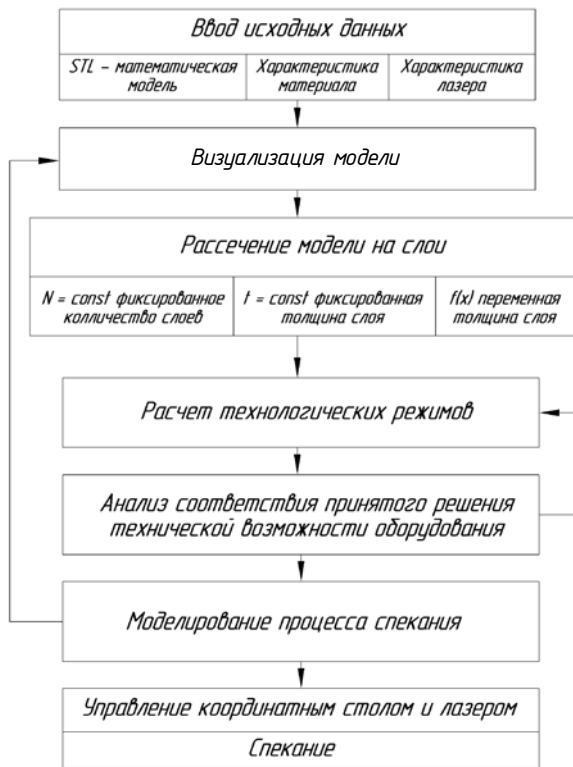 Ввод исходных данных
STL – математическая
модель
Характеристика
материала
Характеристика
лазера
Визуализация модели
Рассечение модели на слои
N = const фиксированное
колличество слоев
t = const фиксированная
толщина слоя
f(x) переменная
толщина слоя
Расчет технологических режимов
Анализ соответствия принятого решения
технической возможности оборудования
Моделирование процесса спекания
Управление координатным столом и лазером
Спекание